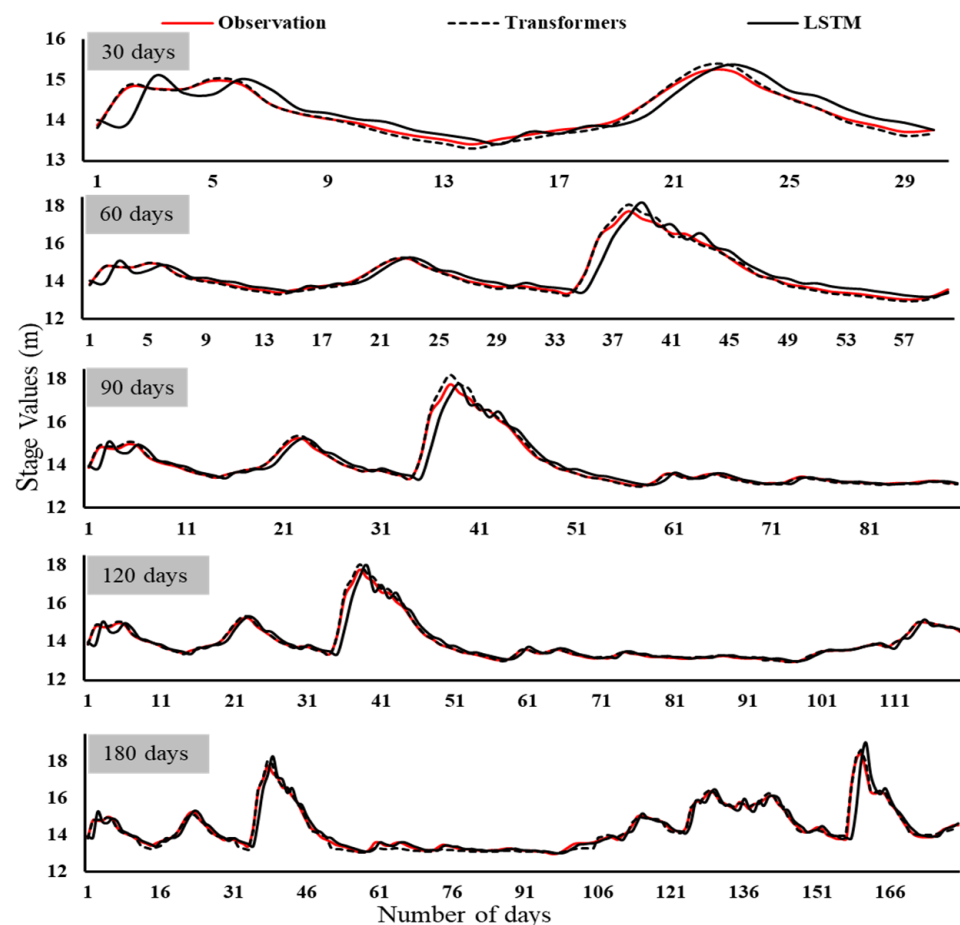 Observation Transformers LSTM
16
30 days
15
14
13
1 5 9 13 17 21 25 29
Stage Values (m)
18
60 days
16
14
12
1 5 9 13 17 21 25 29 33 37 41 45 49 53 57
18
90 days
16
14
12
1 11 21 31 41 51 61 71 81
18
120 days
16
14
12
1 11 21 31 41 51 61 71 81 91 101 111
18
180 days
16
14
12
1 16 31 46 61 76 91 106 121 136 151 166
Number of days